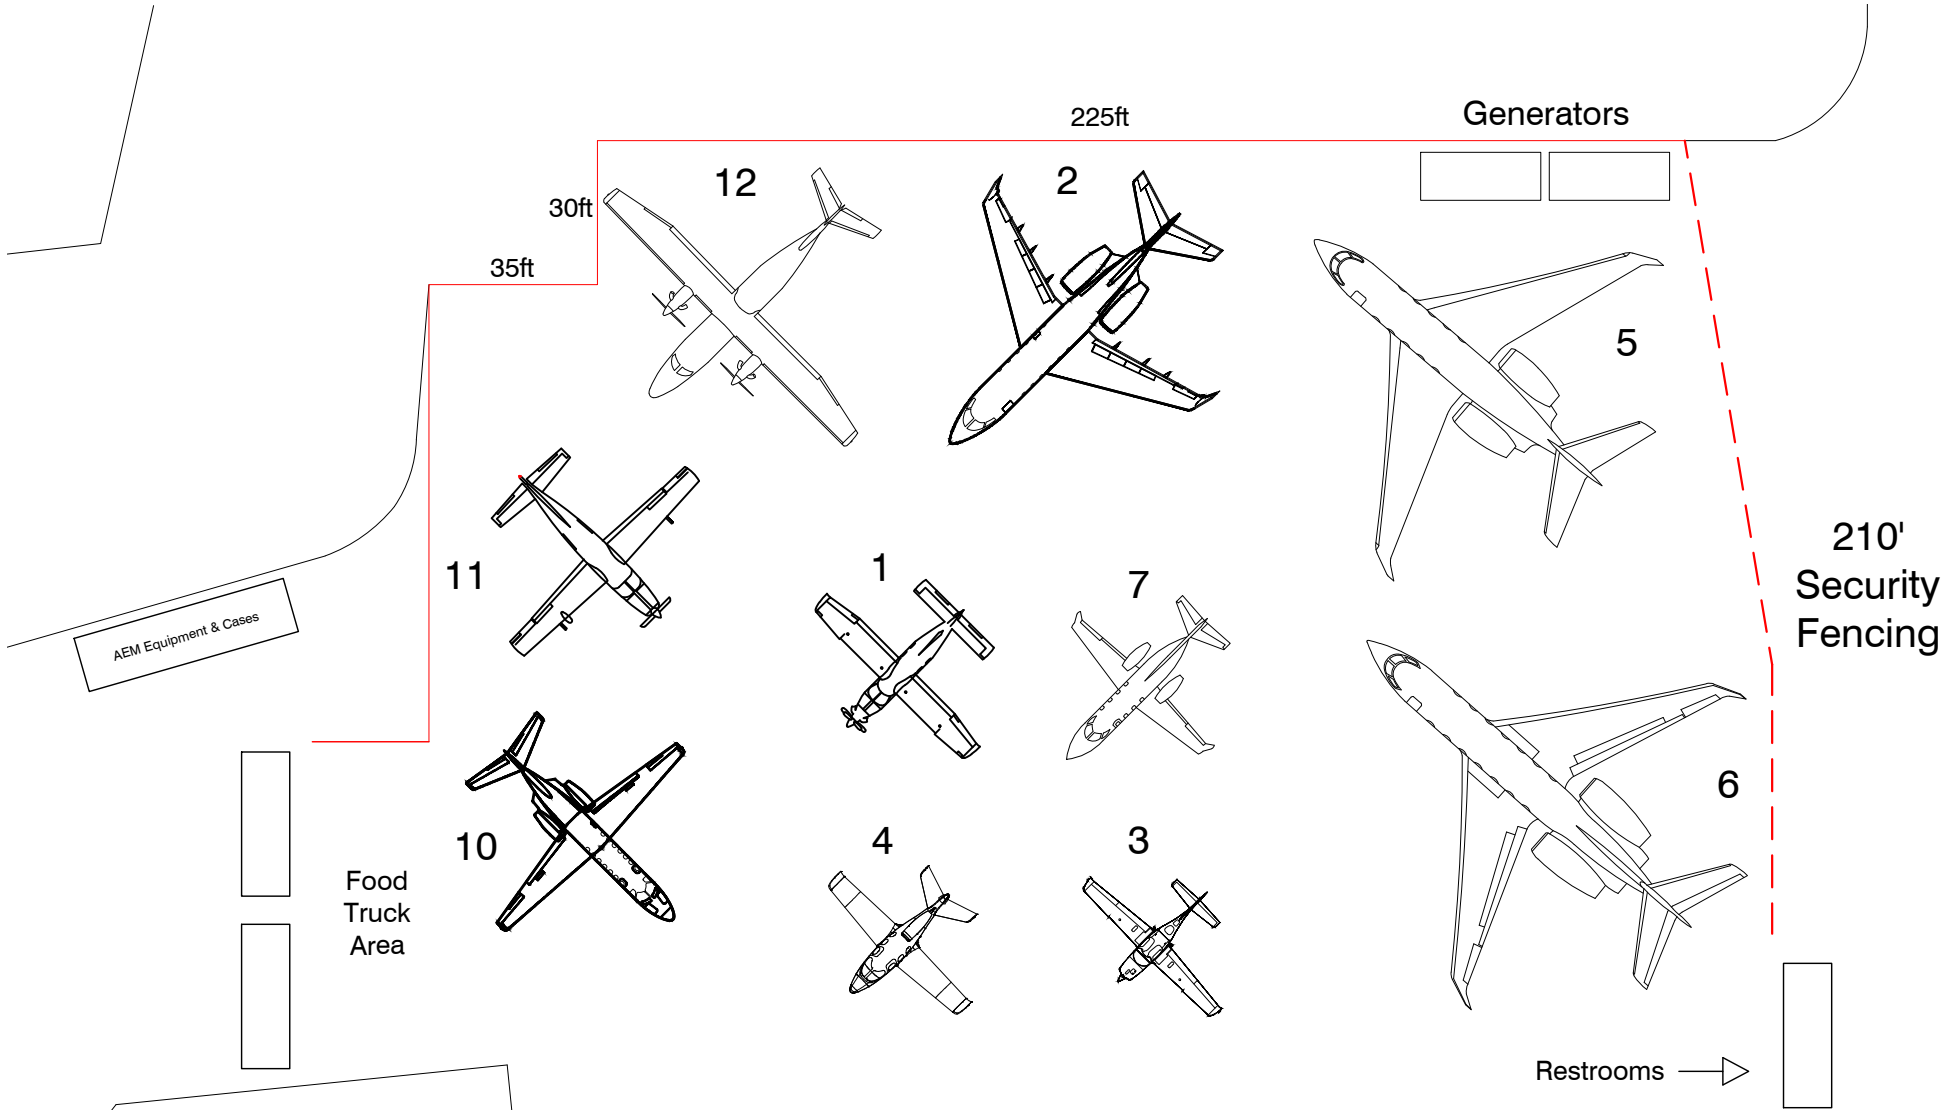 225ft
Generators
12
2
30ft
35ft
5
210'
Security
Fencing
11
1
7
AEM Equipment & Cases
6
10
4
3
Food
Truck
Area
Restrooms